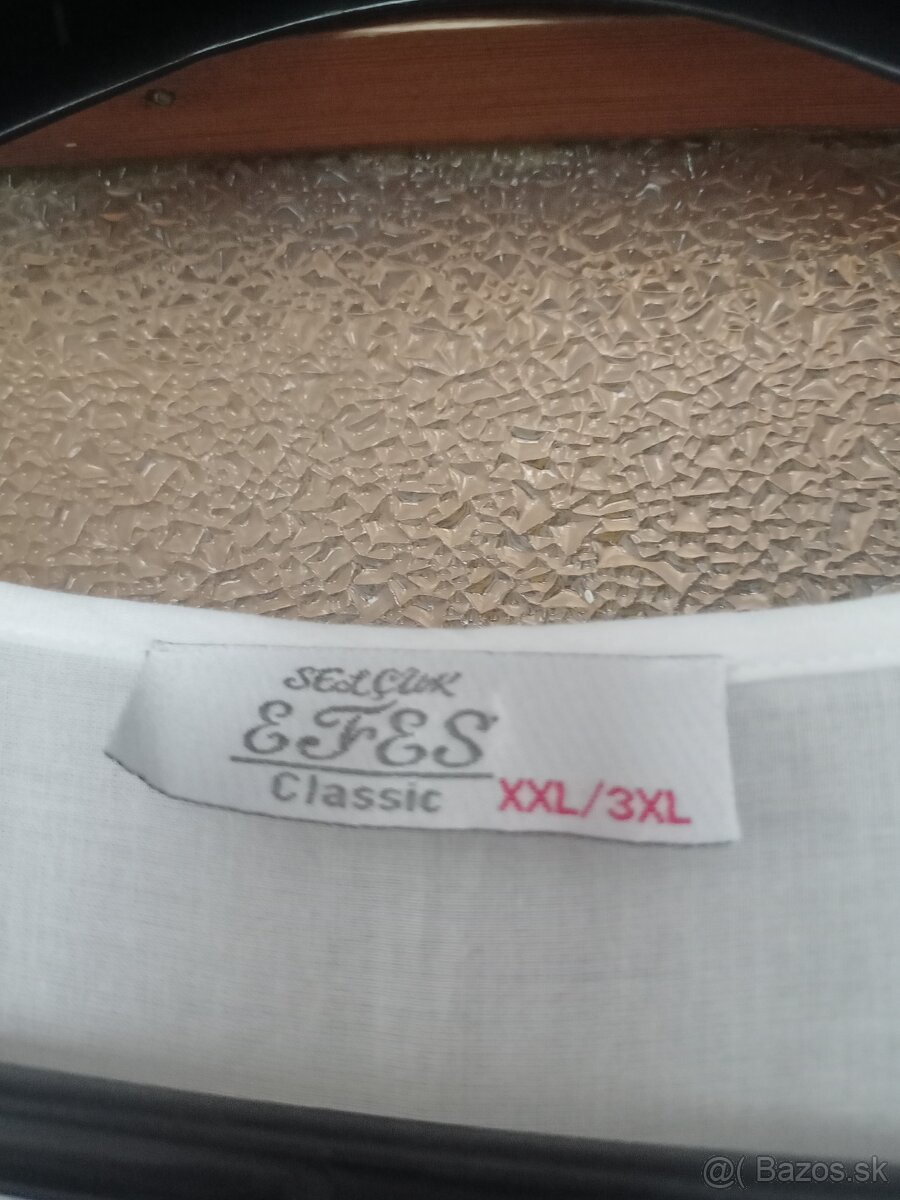 SELÇUK
EFES
Classic XXL/3XL
@( Bazos.sk